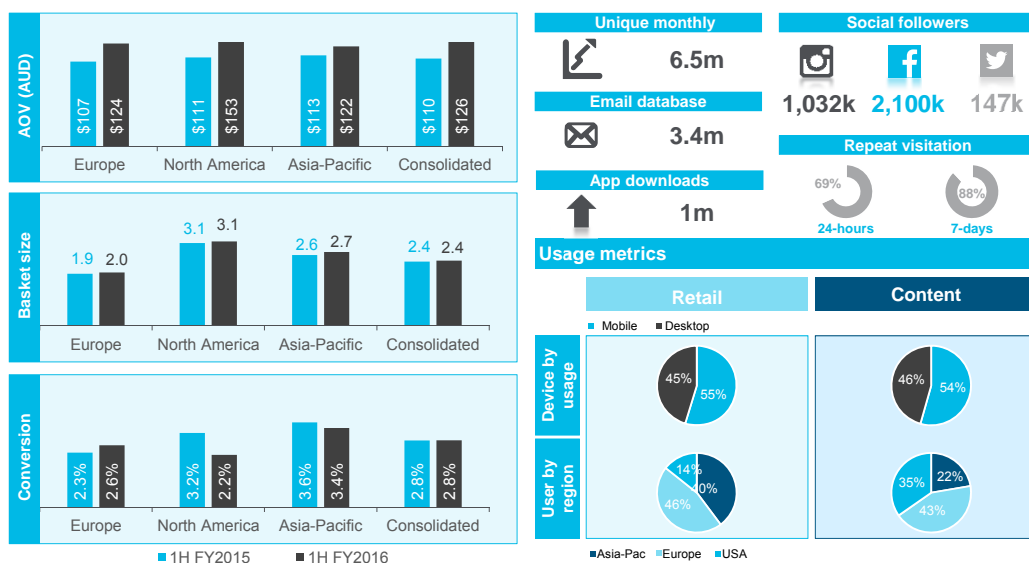 AOV (AUD)
$107
$124
$111
$153
$113
$122
$110
$126
Europe
North America
Asia-Pacific
Consolidated
Basket size
1.9
2.0
3.1
3.1
2.6
2.7
2.4
2.4
Europe
North America
Asia-Pacific
Consolidated
Conversion
2.3%
2.6%
3.2%
2.2%
3.6%
3.4%
2.8%
2.8%
Europe
North America
Asia-Pacific
Consolidated
1H FY2015
1H FY2016
Unique monthly
6.5m
Email database
3.4m
App downloads
1m
Social followers
1,032k
2,100k
147k
Repeat visitation
69%
88%
24-hours
7-days
Usage metrics
Retail
Content
Mobile
Desktop
Device by
usage
45%
55%
46%
54%
User by
region
14%
0%
46%
35%
22%
43%
Asia-Pac
Europe
USA